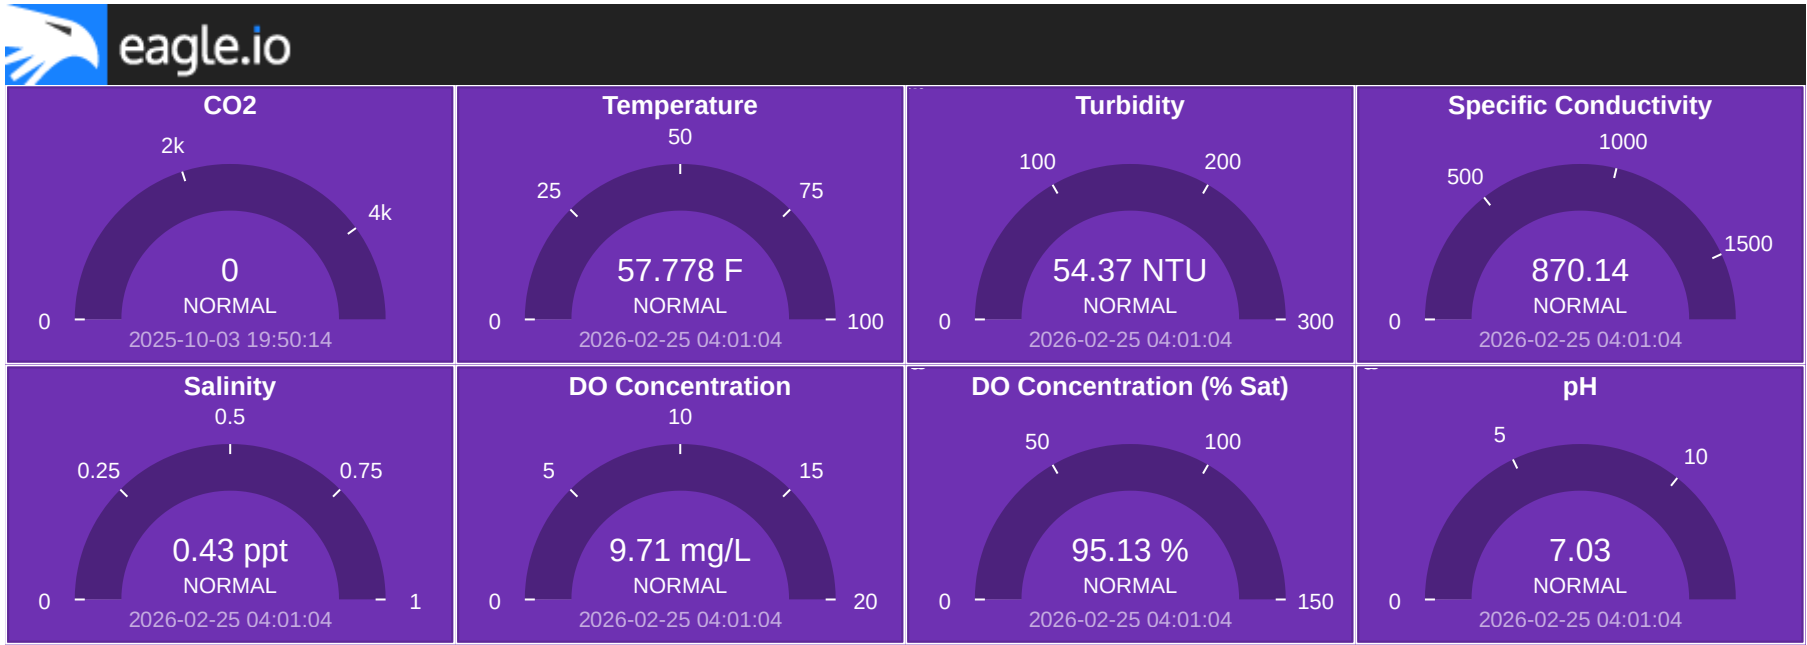 eagle.io
CO2
2k
4k
0
0
NORMAL
2025-10-03 19:50:14
Temperature
50
25
75
57.778 F
NORMAL
0
100
2026-02-25 04:01:04
Turbidity
100
200
54.37 NTU
NORMAL
0
300
2026-02-25 04:01:04
Specific Conductivity
1000
500
1500
870.14
NORMAL
0
2026-02-25 04:01:04
Salinity
0.5
0.25
0.75
0.43 ppt
NORMAL
0
1
2026-02-25 04:01:04
DO Concentration
10
5
15
9.71 mg/L
NORMAL
0
20
2026-02-25 04:01:04
DO Concentration (% Sat)
50
100
95.13 %
NORMAL
0
150
2026-02-25 04:01:04
pH
5
10
7.03
NORMAL
0
2026-02-25 04:01:04